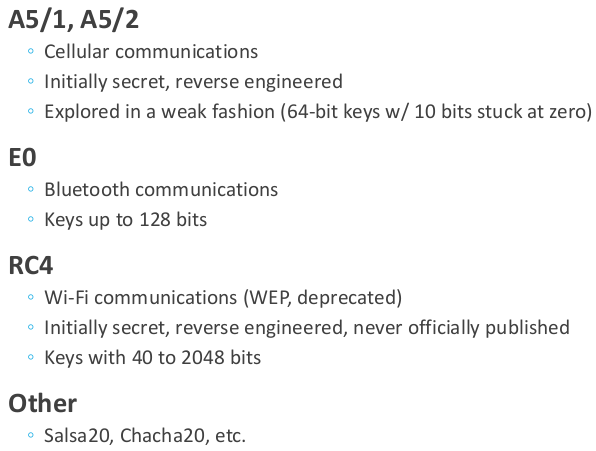 A5/1, A5/2
◦ Cellular communications
◦ Initially secret, reverse engineered
◦ Explored in a weak fashion (64-bit keys w/ 10 bits stuck at zero)
E0
◦ Bluetooth communications
◦ Keys up to 128 bits
RC4
◦ Wi-Fi communications (WEP, deprecated)
◦ Initially secret, reverse engineered, never officially published
◦ Keys with 40 to 2048 bits
Other
◦ Salsa20, Chacha20, etc.